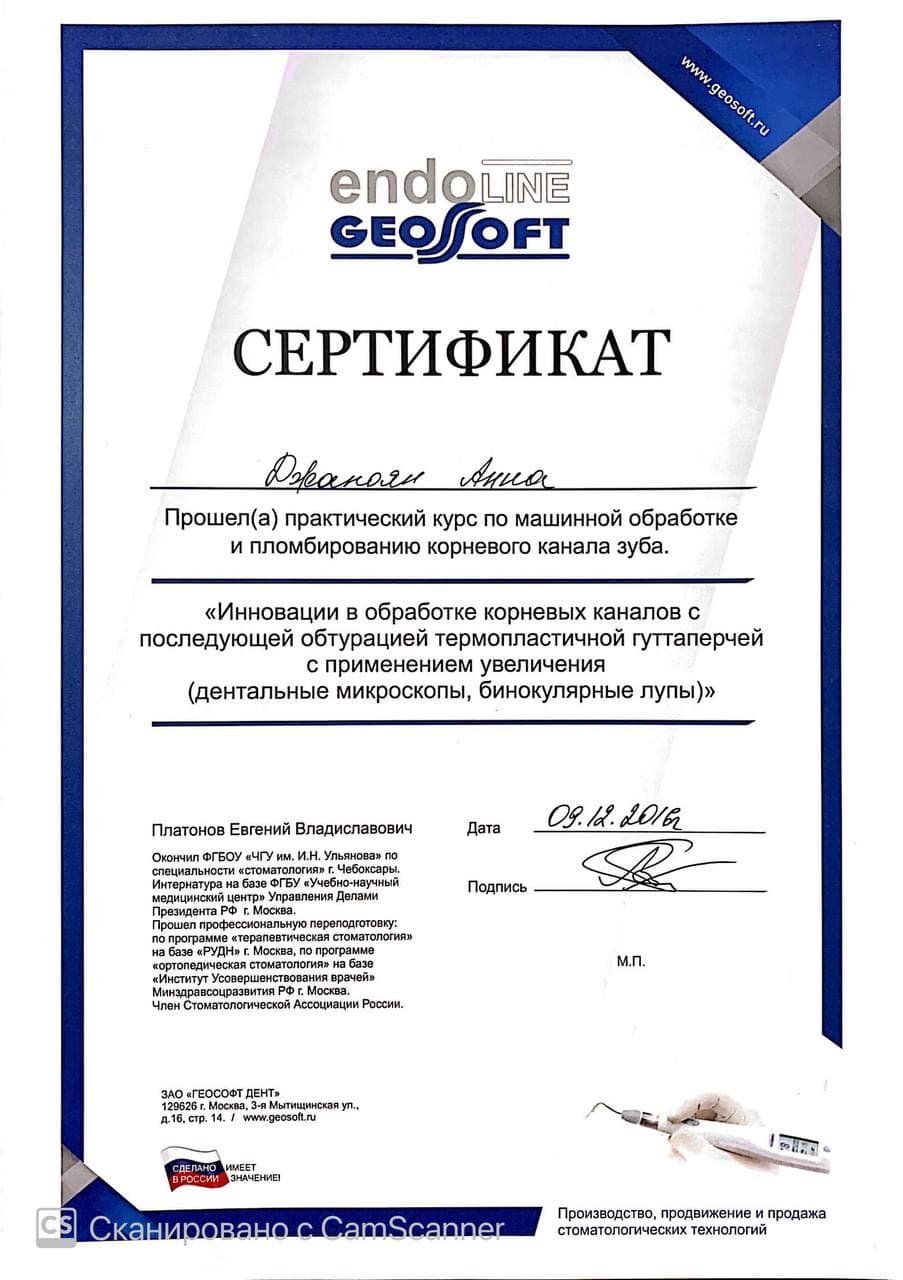 www.geosoft.ru
endo LINE
GEOSOFT
СЕРТИФИКАТ
Джаноян Анна
Прошел(а) практический курс по машинной обработке
и пломбированию корневого канала зуба.
«Инновации в обработке корневых каналов с
последующей обтурацией термопластичной гуттаперчей
с применением увеличения
(дентальные микроскопы, бинокулярные лупы)»
Платонов Евгений Владиславович
Окончил ФГБОУ «ЧГУ им. И.Н. Ульянова» по
специальности «стоматология» г. Чебоксары.
Интернатура на базе ФГБУ «Учебно-научный
медицинский центр» Управления Делами
Президента РФ г. Москва.
Прошел профессиональную переподготовку:
по программе «терапевтическая стоматология»
на базе «РУДН» г. Москва, по программе
«ортопедическая стоматология» на базе
«Институт Усовершенствования врачей»
Минздравсоцразвития РФ г. Москва.
Член Стоматологической Ассоциации России.
Дата 09.12.2016г
Подпись
М.П.
ЗАО «ГЕОСОФТ ДЕНТ»
129626 г. Москва, 3-я Мытищинская ул.,
д.16, стр. 14. / www.geosoft.ru
СДЕЛАНО ИМЕЕТ
В РОССИИ ЗНАЧЕНИЕ!
Производство, продвижение и продажа
стоматологических технологий
CS Сканировано с CamScanner